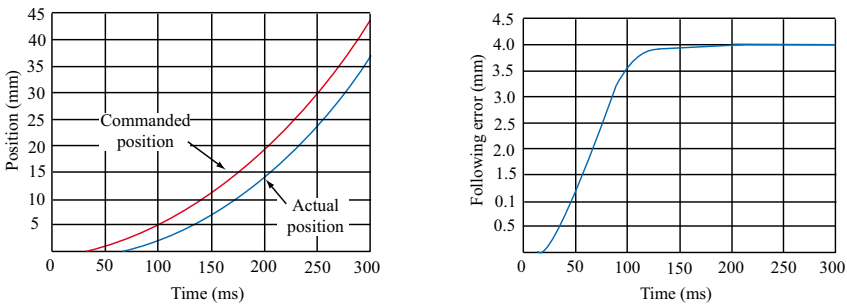 45
40
35
30
25
20
15
10
5
Position (mm)
Commanded
position
Actual
position
0 50 100 150 200 250 300
Time (ms)
4.5
4.0
3.5
3.0
2.5
2.0
1.5
0.1
0.5
Following error (mm)
0 50 100 150 200 250 300
Time (ms)